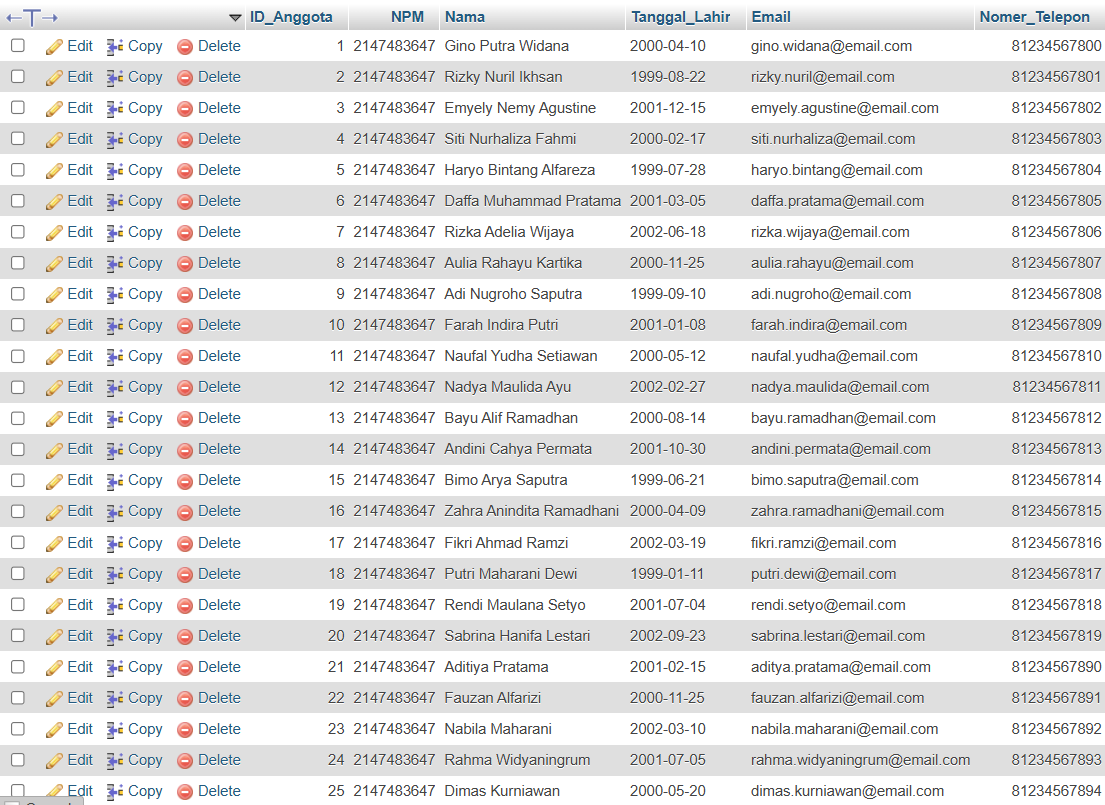 ID_Anggota NPM Nama Tanggal_Lahir Email Nomer_Telepon
Edit Copy Delete 1 2147483647 Gino Putra Widana 2000-04-10 gino.widana@email.com 81234567800
Edit Copy Delete 2 2147483647 Rizky Nuril Ikhsan 1999-08-22 rizky.nuril@email.com 81234567801
Edit Copy Delete 3 2147483647 Emyely Nemy Agustine 2001-12-15 emyely.agustine@email.com 81234567802
Edit Copy Delete 4 2147483647 Siti Nurhaliza Fahmi 2000-02-17 siti.nurhaliza@email.com 81234567803
Edit Copy Delete 5 2147483647 Haryo Bintang Alfareza 1999-07-28 haryo.bintang@email.com 81234567804
Edit Copy Delete 6 2147483647 Daffa Muhammad Pratama 2001-03-05 daffa.pratama@email.com 81234567805
Edit Copy Delete 7 2147483647 Rizka Adelia Wijaya 2002-06-18 rizka.wijaya@email.com 81234567806
Edit Copy Delete 8 2147483647 Aulia Rahayu Kartika 2000-11-25 aulia.rahayu@email.com 81234567807
Edit Copy Delete 9 2147483647 Adi Nugroho Saputra 1999-09-10 adi.nugroho@email.com 81234567808
Edit Copy Delete 10 2147483647 Farah Indira Putri 2001-01-08 farah.indira@email.com 81234567809
Edit Copy Delete 11 2147483647 Naufal Yudha Setiawan 2000-05-12 naufal.yudha@email.com 81234567810
Edit Copy Delete 12 2147483647 Nadya Maulida Ayu 2002-02-27 nadya.maulida@email.com 81234567811
Edit Copy Delete 13 2147483647 Bayu Alif Ramadhan 2000-08-14 bayu.ramadhan@email.com 81234567812
Edit Copy Delete 14 2147483647 Andini Cahya Permata 2001-10-30 andini.permata@email.com 81234567813
Edit Copy Delete 15 2147483647 Bimo Arya Saputra 1999-06-21 bimo.saputra@email.com 81234567814
Edit Copy Delete 16 2147483647 Zahra Anindita Ramadhani 2000-04-09 zahra.ramadhani@email.com 81234567815
Edit Copy Delete 17 2147483647 Fikri Ahmad Ramzi 2002-03-19 fikri.ramzi@email.com 81234567816
Edit Copy Delete 18 2147483647 Putri Maharani Dewi 1999-01-11 putri.dewi@email.com 81234567817
Edit Copy Delete 19 2147483647 Rendi Maulana Setyo 2001-07-04 rendi.setyo@email.com 81234567818
Edit Copy Delete 20 2147483647 Sabrina Hanifa Lestari 2002-09-23 sabrina.lestari@email.com 81234567819
Edit Copy Delete 21 2147483647 Aditiya Pratama 2001-02-15 aditya.pratama@email.com 81234567890
Edit Copy Delete 22 2147483647 Fauzan Alfarizi 2000-11-25 fauzan.alfarizi@email.com 81234567891
Edit Copy Delete 23 2147483647 Nabila Maharani 2002-03-10 nabila.maharani@email.com 81234567892
Edit Copy Delete 24 2147483647 Rahma Widyaningrum 2001-07-05 rahma.widyaningrum@email.com 81234567893
Edit Copy Delete 25 2147483647 Dimas Kurniawan 2000-05-20 dimas.kurniawan@email.com 81234567894